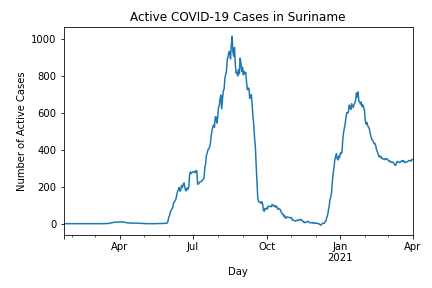 Active COVID-19 Cases in Suriname
Number of Active Cases
1000
800
600
400
200
0
Apr
Jul
Oct
Jan
2021
Apr
Day